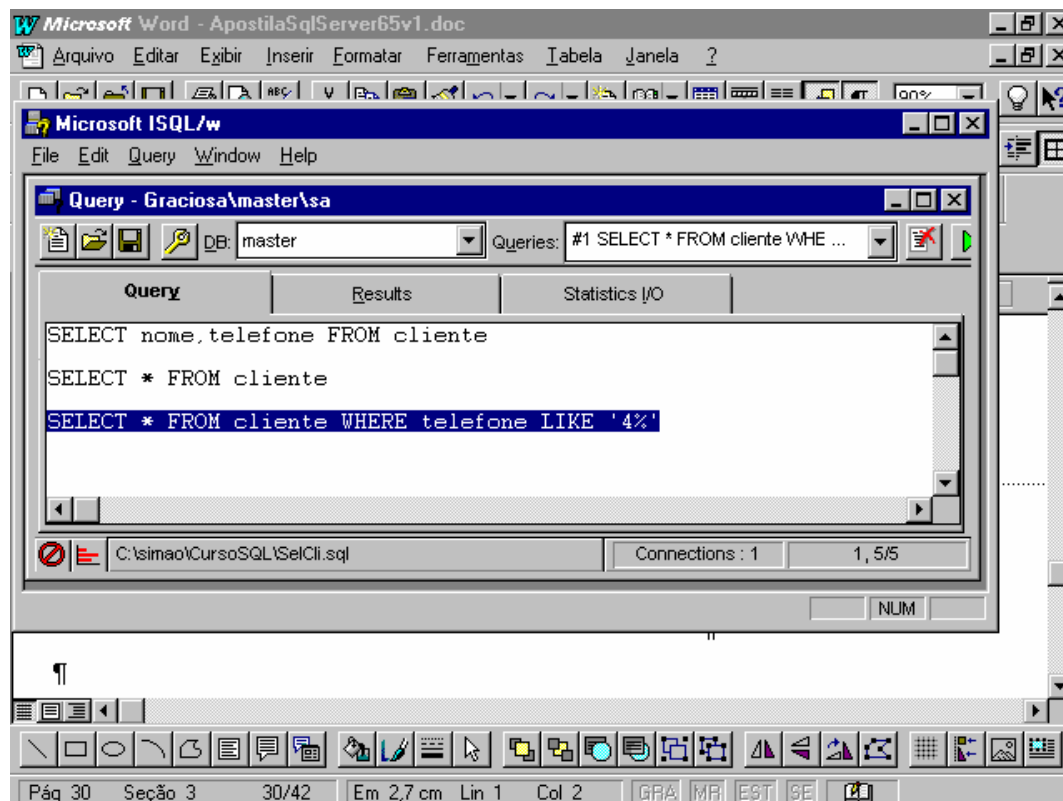 Microsoft Word - ApostilaSqlServer65v1.doc
Arquivo Editar Exibir Inserir Formatar Ferramentas Tabela Janela ?
Microsoft ISQL/w
File Edit Query Window Help
Query - Graciosa\master\sa
DB: master Queries: #1 SELECT * FROM cliente WHE ...
Query Results Statistics I/O
SELECT nome,telefone FROM cliente
SELECT * FROM cliente
SELECT * FROM cliente WHERE telefone LIKE '4%'
C:\simao\CursoSQL\SelCli.sql Connections : 1 1, 5/5
NUM
¶
Pág 30 Seção 3 30/42 Em 2,7 cm Lin 1 Col 2 GRA MR EST SE